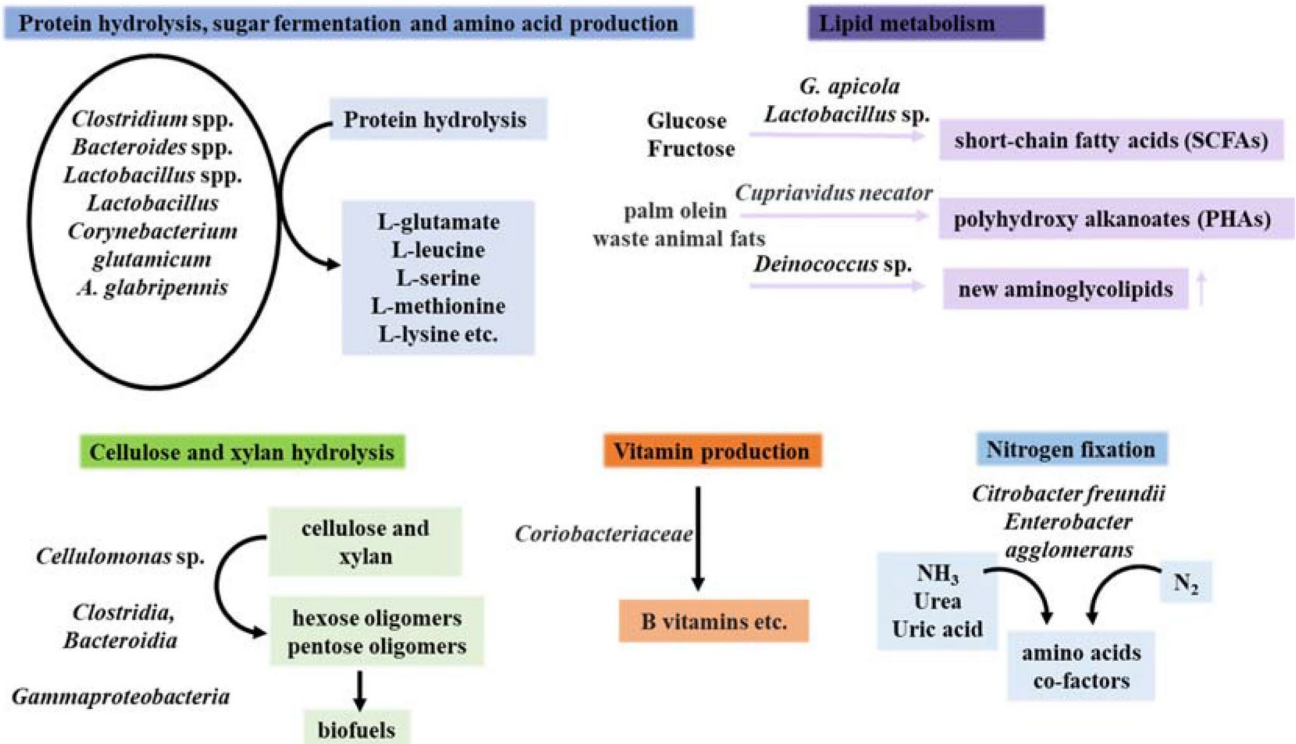 Protein hydrolysis, sugar fermentation and amino acid production
Clostridium spp.
Bacteroides spp.
Lactobacillus spp.
Lactobacillus
Corynebacterium
glutamicum
A. glabripennis
Protein hydrolysis
L-glutamate
L-leucine
L-serine
L-methionine
L-lysine etc.
Lipid metabolism
Glucose
Fructose
G. apicola
Lactobacillus sp.
short-chain fatty acids (SCFAs)
palm olein
waste animal fats
Cupriavidus necator
polyhydroxy alkanoates (PHAs)
Deinococcus sp.
new aminoglycolipids
Cellulose and xylan hydrolysis
Cellulomonas sp.
Clostridia,
Bacteroidia
Gammaproteobacteria
cellulose and
xylan
hexose oligomers
pentose oligomers
biofuels
Vitamin production
Coriobacteriaceae
B vitamins etc.
Nitrogen fixation
Citrobacter freundii
Enterobacter
agglomerans
NH₃
Urea
Uric acid
N₂
amino acids
co-factors